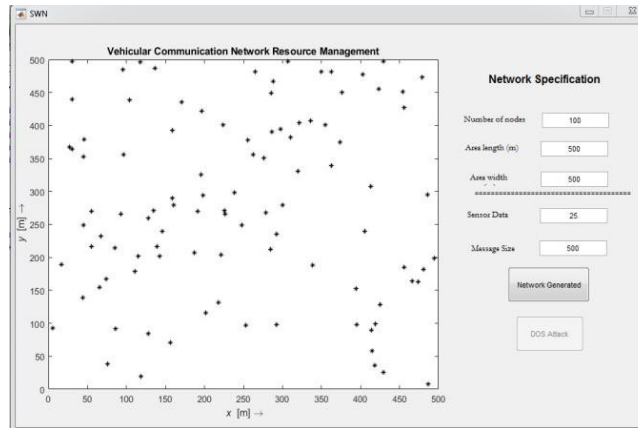 SWN
Vehicular Communication Network Resource Management
500
450
400
350
300
250
200
150
100
50
0
y [m] →
0 50 100 150 200 250 300 350 400 450 500
x [m] →
Network Specification
Number of nodes 100
Area length (m) 500
Area width 500
Sensor Data 25
Message Size 500
Network Generated
DOS Attack